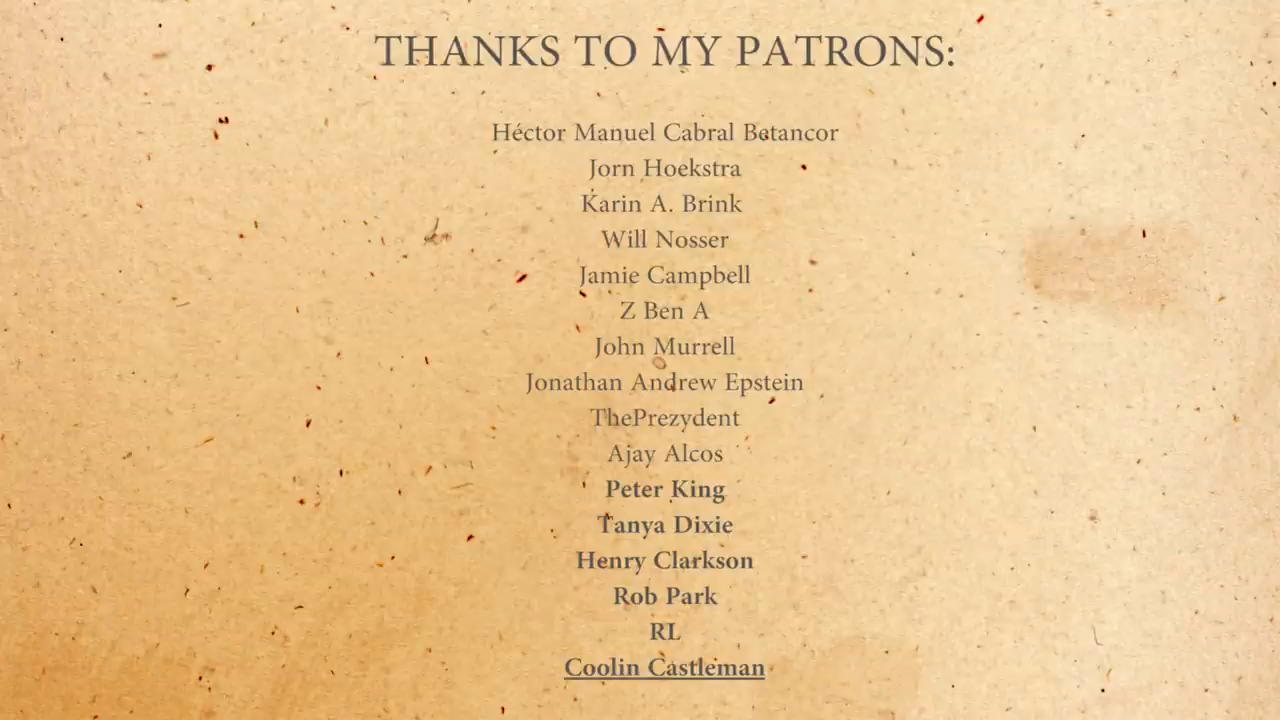 THANKS TO MY PATRONS:
Héctor Manuel Cabral Betancor
Jorn Hoekstra
Karin A. Brink
Will Nosser
Jamie Campbell
Z Ben A
John Murrell
Jonathan Andrew Epstein
ThePrezydent
Ajay Alcos
Peter King
Tanya Dixie
Henry Clarkson
Rob Park
RL
Coolin Castleman